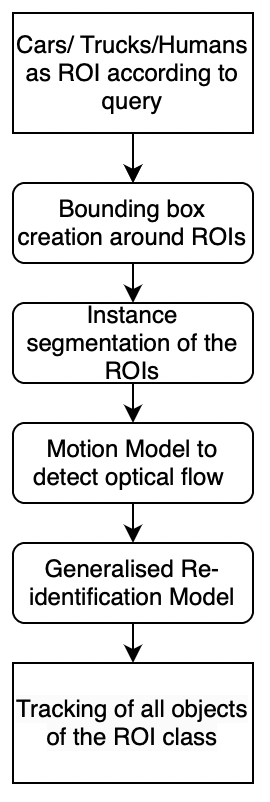 Cars/ Trucks/Humans
as ROI according to
query
Bounding box
creation around ROIs
Instance
segmentation of the
ROIs
Motion Model to
detect optical flow
Generalised Re-
identification Model
Tracking of all objects
of the ROI class